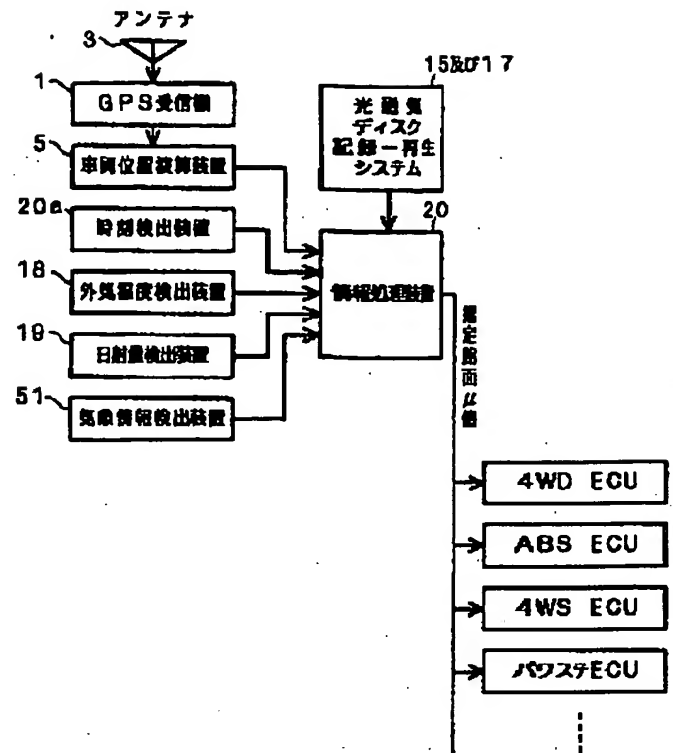 アンテナ
3
1
GPS受信機
5
車両位置演算装置
20a
時刻検出装置
18
外気温度検出装置
19
日射量検出装置
51
気象情報検出装置
15及び17
光磁気
ディスク
記録－再生
システム
20
情報処理装置
推定路面μ値
4WD ECU
ABS ECU
4WS ECU
パワステECU